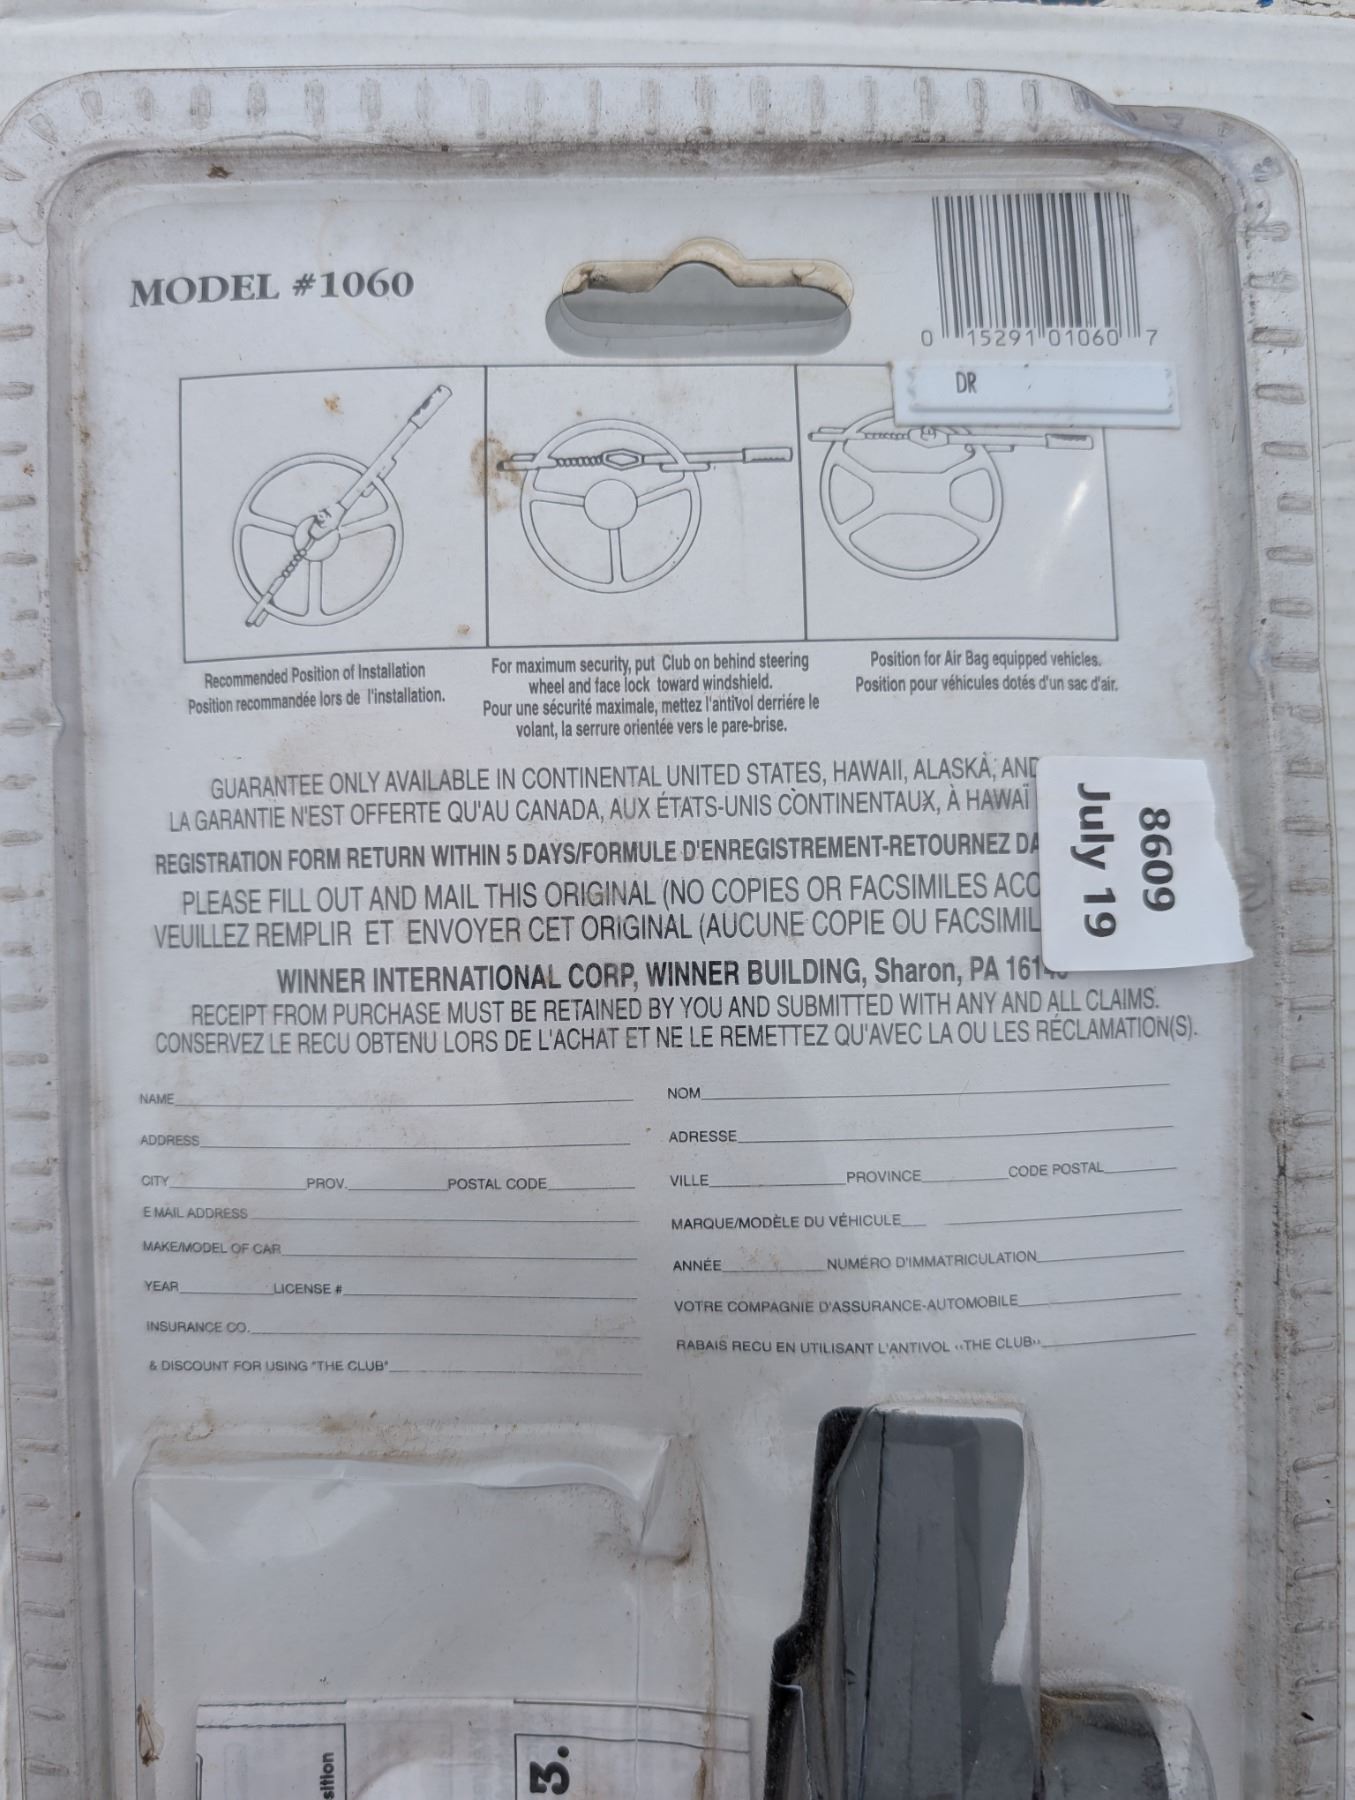 MODEL #1060
0 15291 01060 7
DR
Recommended Position of Installation
Position recommandée lors de l'installation.
For maximum security, put Club on behind steering
wheel and face lock toward windshield.
Pour une sécurité maximale, mettez l'antivol derriére le
volant, la serrure orientée vers le pare-brise.
Position for Air Bag equipped vehicles.
Position pour véhicules dotés d'un sac d'air.
GUARANTEE ONLY AVAILABLE IN CONTINENTAL UNITED STATES, HAWAII, ALASKA, AND
LA GARANTIE N'EST OFFERTE QU'AU CANADA, AUX ÉTATS-UNIS CONTINENTAUX, À HAWAÏ
REGISTRATION FORM RETURN WITHIN 5 DAYS/FORMULE D'ENREGISTREMENT-RETOURNEZ
PLEASE FILL OUT AND MAIL THIS ORIGINAL (NO COPIES OR FACSIMILES
VEUILLEZ REMPLIR ET ENVOYER CET ORIGINAL (AUCUNE COPIE OU
8609
July 19
WINNER INTERNATIONAL CORP, WINNER BUILDING, Sharon, PA
RECEIPT FROM PURCHASE MUST BE RETAINED BY YOU AND SUBMITTED WITH ANY AND ALL CLAIMS.
CONSERVEZ LE RECU OBTENU LORS DE L'ACHAT ET NE LE REMETTEZ QU'AVEC LA OU LES RÉCLAMATION(S).
NAME
ADDRESS
CITY PROV. POSTAL CODE
E MAIL ADDRESS
MAKE/MODEL OF CAR
YEAR LICENSE #
INSURANCE CO.
& DISCOUNT FOR USING "THE CLUB"
NOM
ADRESSE
VILLE PROVINCE CODE POSTAL
MARQUE/MODÈLE DU VÉHICULE
ANNÉE NUMÉRO D'IMMATRICULATION
VOTRE COMPAGNIE D'ASSURANCE-AUTOMOBILE
RABAIS RECU EN UTILISANT L'ANTIVOL «THE CLUB»
3.